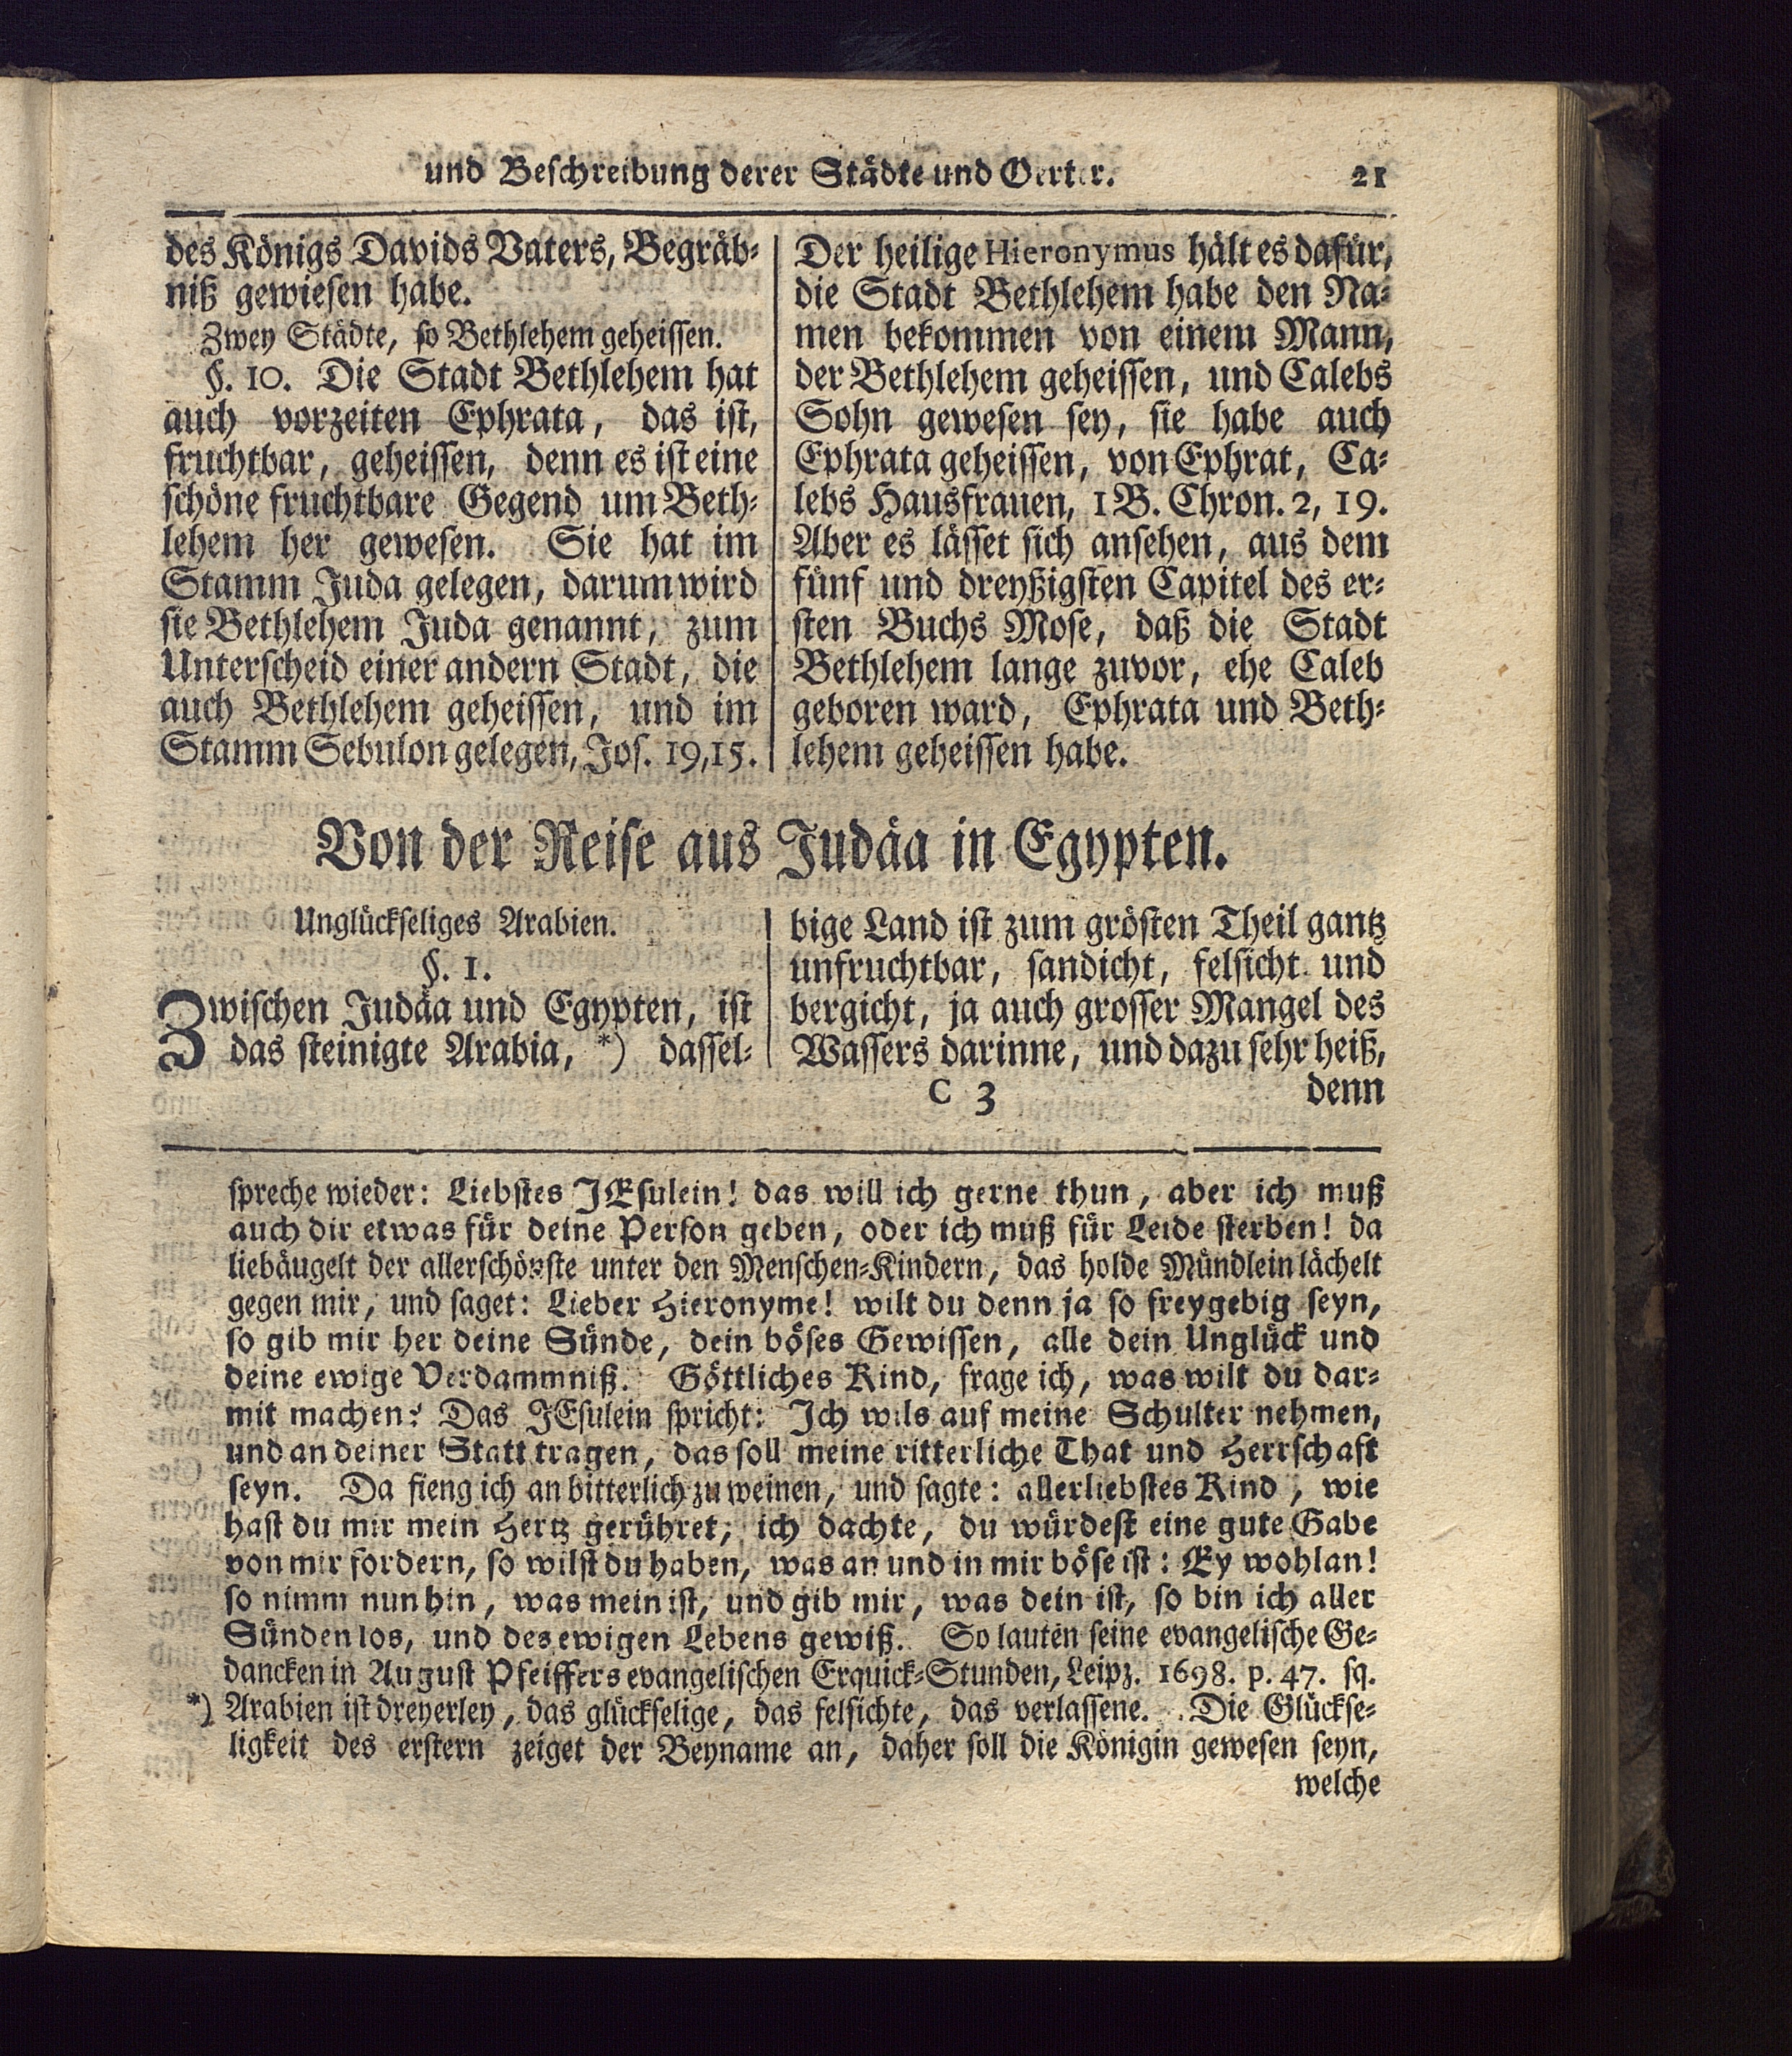 und Beschreibung derer Städte und Oerter. 21
des Königs Davids Vaters, Begräb-
niß gewiesen habe.
Zwey Städte, so Bethlehem geheissen.
§. 10. Die Stadt Bethlehem hat
auch vorzeiten Ephrata, das ist,
fruchtbar, geheissen, denn es ist eine
schöne fruchtbare Gegend um Beth-
lehem her gewesen. Sie hat im
Stamm Juda gelegen, darum wird
sie Bethlehem Juda genannt, zum
Unterscheid einer andern Stadt, die
auch Bethlehem geheissen, und im
Stamm Sebulon gelegen, Jos. 19,15.
Der heilige Hieronymus hält es dafür,
die Stadt Bethlehem habe den Na-
men bekommen von einem Mann,
der Bethlehem geheissen, und Calebs
Sohn gewesen sey, sie habe auch
Ephrata geheissen, von Ephrat, Ca-
lebs Hausfrauen, 1 B. Chron. 2, 19.
Aber es lässet sich ansehen, aus dem
fünf und dreyßigsten Capitel des er-
sten Buchs Mose, daß die Stadt
Bethlehem lange zuvor, ehe Caleb
geboren ward, Ephrata und Beth-
lehem geheissen habe.
Von der Reise aus Judäa in Egypten.
Unglückseliges Arabien.
§. 1.
Zwischen Judäa und Egypten, ist
das steinigte Arabia, *) dassel-
bige Land ist zum grösten Theil gantz
unfruchtbar, sandicht, felsicht und
bergicht, ja auch grosser Mangel des
Wassers darinne, und dazu sehr heiß,
C 3 denn
spreche wieder: Liebstes JEsulein! das will ich gerne thun, aber ich muß
auch dir etwas für deine Person geben, oder ich muß für Leide sterben! da
liebäugelt der allerschönste unter den Menschen-Kindern, das holde Mündlein lächelt
gegen mir, und saget: Lieber Hieronyme! wilt du denn ja so freygebig seyn,
so gib mir her deine Sünde, dein böses Gewissen, alle dein Unglück und
deine ewige Verdammniß. Göttliches Kind, frage ich, was wilt du dar-
mit machen? Das JEsulein spricht: Ich wils auf meine Schulter nehmen,
und an deiner Statt tragen, das soll meine ritterliche That und Herrschaft
seyn. Da fieng ich an bitterlich zu weinen, und sagte: allerliebstes Kind, wie
hast du mir mein Hertz gerühret; ich dachte, du würdest eine gute Gabe
von mir fordern, so wilst du haben, was an und in mir böse ist: Ey wohlan!
so nimm nun hin, was mein ist, und gib mir, was dein ist, so bin ich aller
Sünden los, und des ewigen Lebens gewiß. So lauten seine evangelische Ge-
dancken in August Pfeiffers evangelischen Erquick-Stunden, Leipz. 1698. p. 47. sq.
*) Arabien ist dreyerley, das glückselige, das felsichte, das verlassene. Die Glückse-
ligkeit des erstern zeiget der Beyname an, daher soll die Königin gewesen seyn,
welche